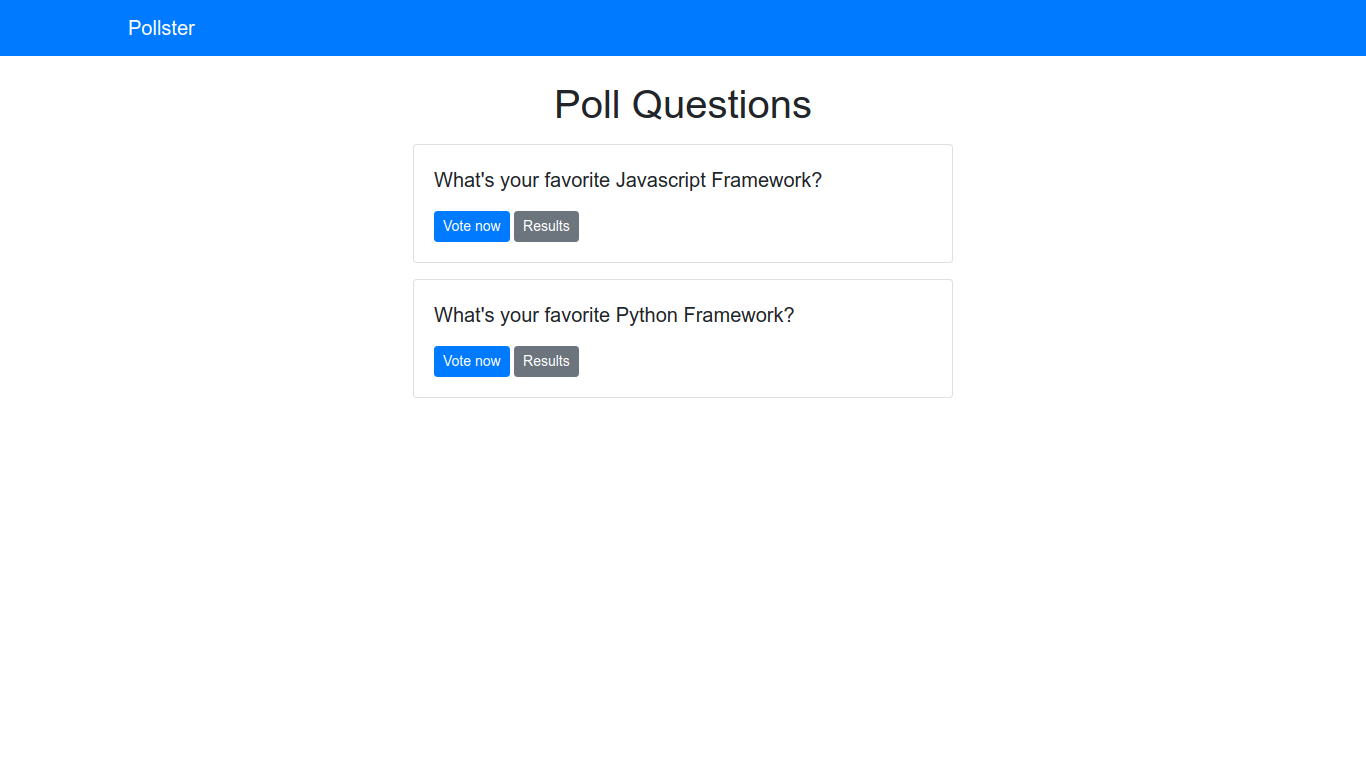 Pollster
Poll Questions
What's your favorite Javascript Framework?
Vote now Results
What's your favorite Python Framework?
Vote now Results